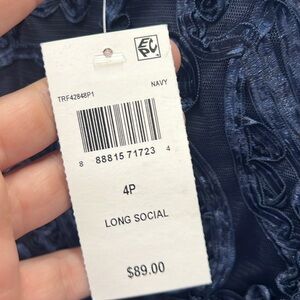 TRF42848P1 NAVY
8 88815 71723 4
4P
LONG SOCIAL
$89.00